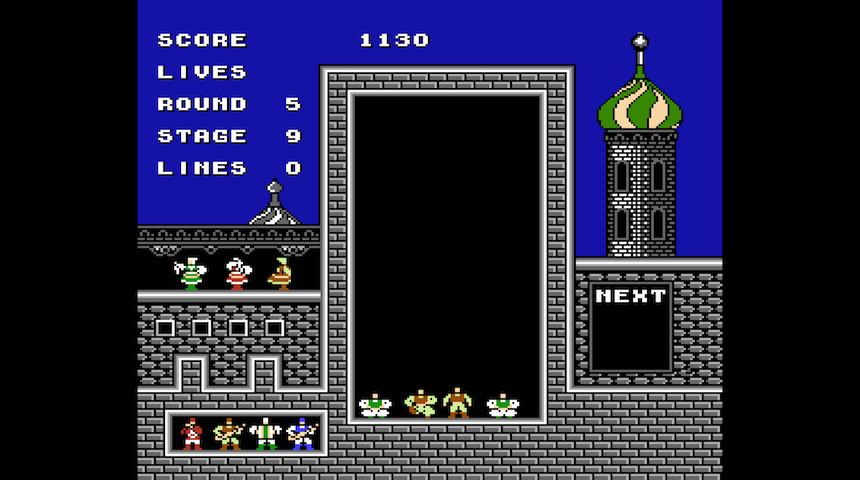 SCORE 1130
LIVES
ROUND 5
STAGE 9
LINES 0
NEXT